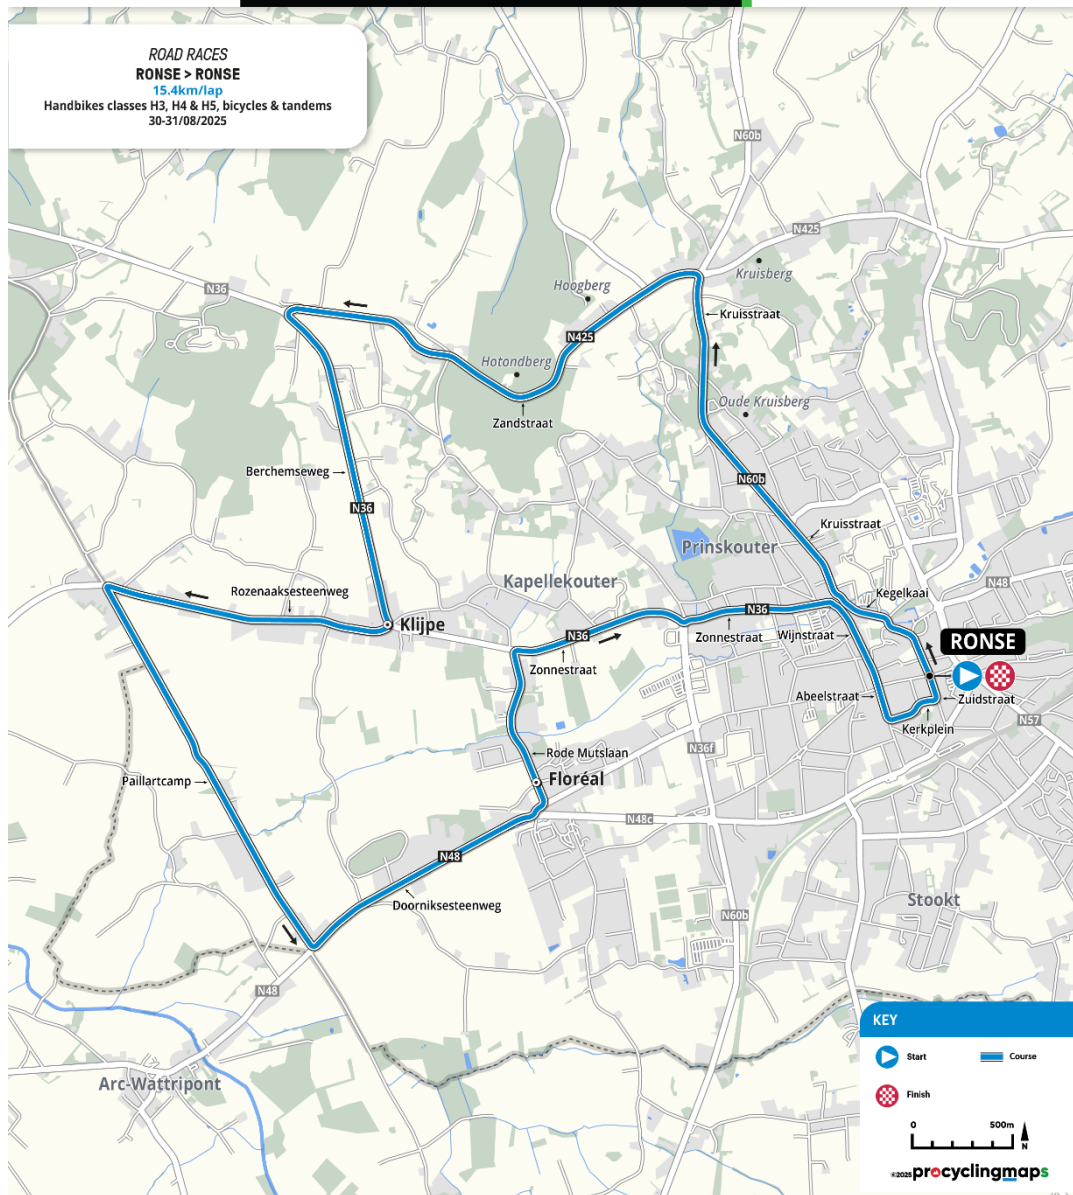 ROAD RACES
RONSE > RONSE
15.4km/lap
Handbikes classes H3, H4 & H5, bicycles & tandems
30-31/08/2025
N60b
N425
Kruisberg
N36
Hoogberg
Kruisstraat
N425
Hotondberg
Oude Kruisberg
Zandstraat
Berchemseweg
N60b
N36
Kruisstraat
Prinskouter
Kapellekouter
N48
Rozenaaksesteenweg
Kegelkaai
N36
Klijpe
N36
Zonnestraat
Wijnstraat
RONSE
Zonnestraat
Abeelstraat
Zuidstraat
N57
Kerkplein
Rode Mutslaan
N36f
Floréal
Paillartcamp
N48c
N48
Doorniksesteenweg
Stookt
N60b
N48
Arc-Wattripont
KEY
Start
Course
Finish
0 500m
N
©2025 procyclingmaps